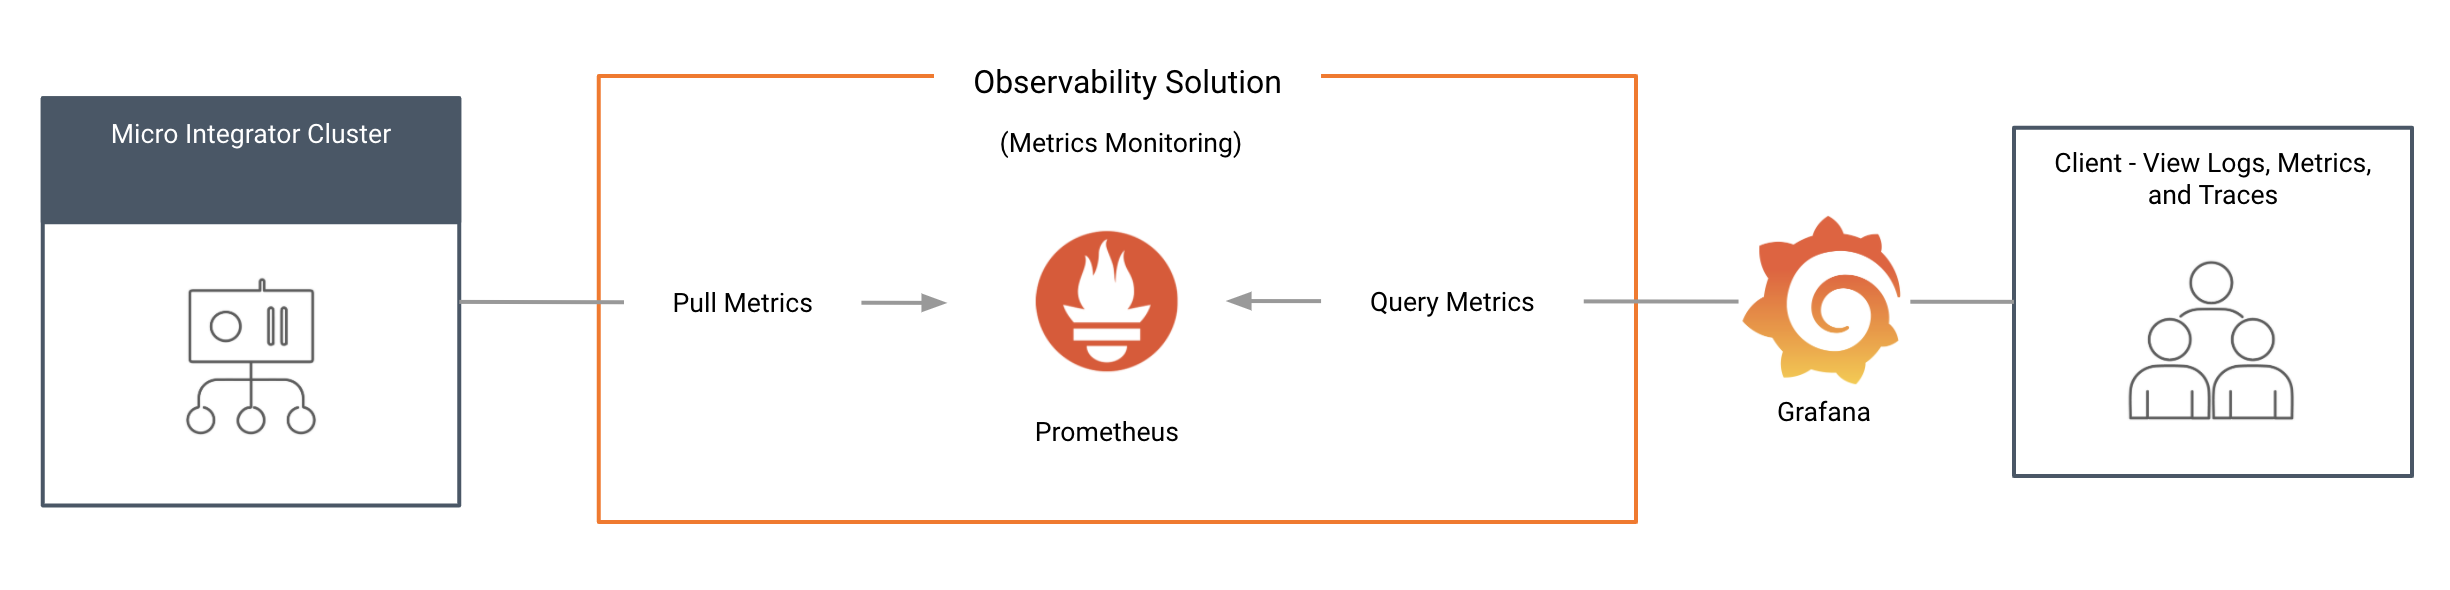 Observability Solution
(Metrics Monitoring)
Micro Integrator Cluster
Pull Metrics
Prometheus
Query Metrics
Grafana
Client - View Logs, Metrics,
and Traces